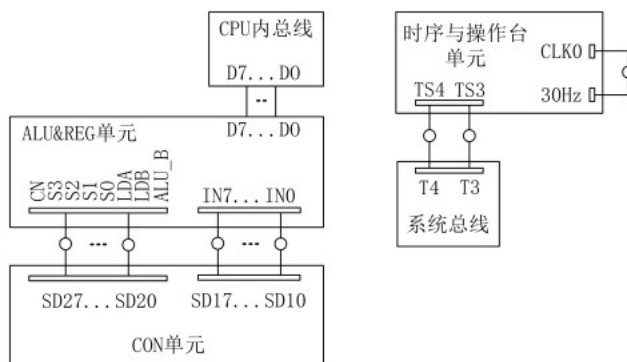 CPU内总线
D7...D0
D7...D0
ALU&REG单元
CN
S3
S2
S1
S0
LDA
LDB
ALU_B
IN7...IN0
SD27...SD20
SD17...SD10
CON单元
时序与操作台
单元
CLK0
30Hz
TS4 TS3
T4 T3
系统总线